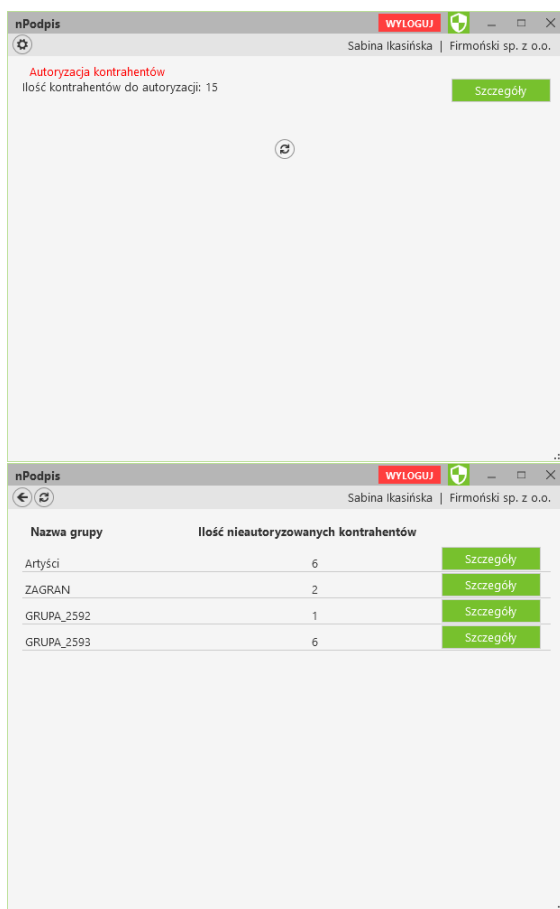 nPodpis WYLOGUJ
Sabina Ikasińska | Firmoński sp. z o.o.
Autoryzacja kontrahentów
Ilość kontrahentów do autoryzacji: 15
Szczegóły
nPodpis WYLOGUJ
Sabina Ikasińska | Firmoński sp. z o.o.
Nazwa grupy Ilość nieautoryzowanych kontrahentów
Artyści 6 Szczegóły
ZAGRAN 2 Szczegóły
GRUPA_2592 1 Szczegóły
GRUPA_2593 6 Szczegóły